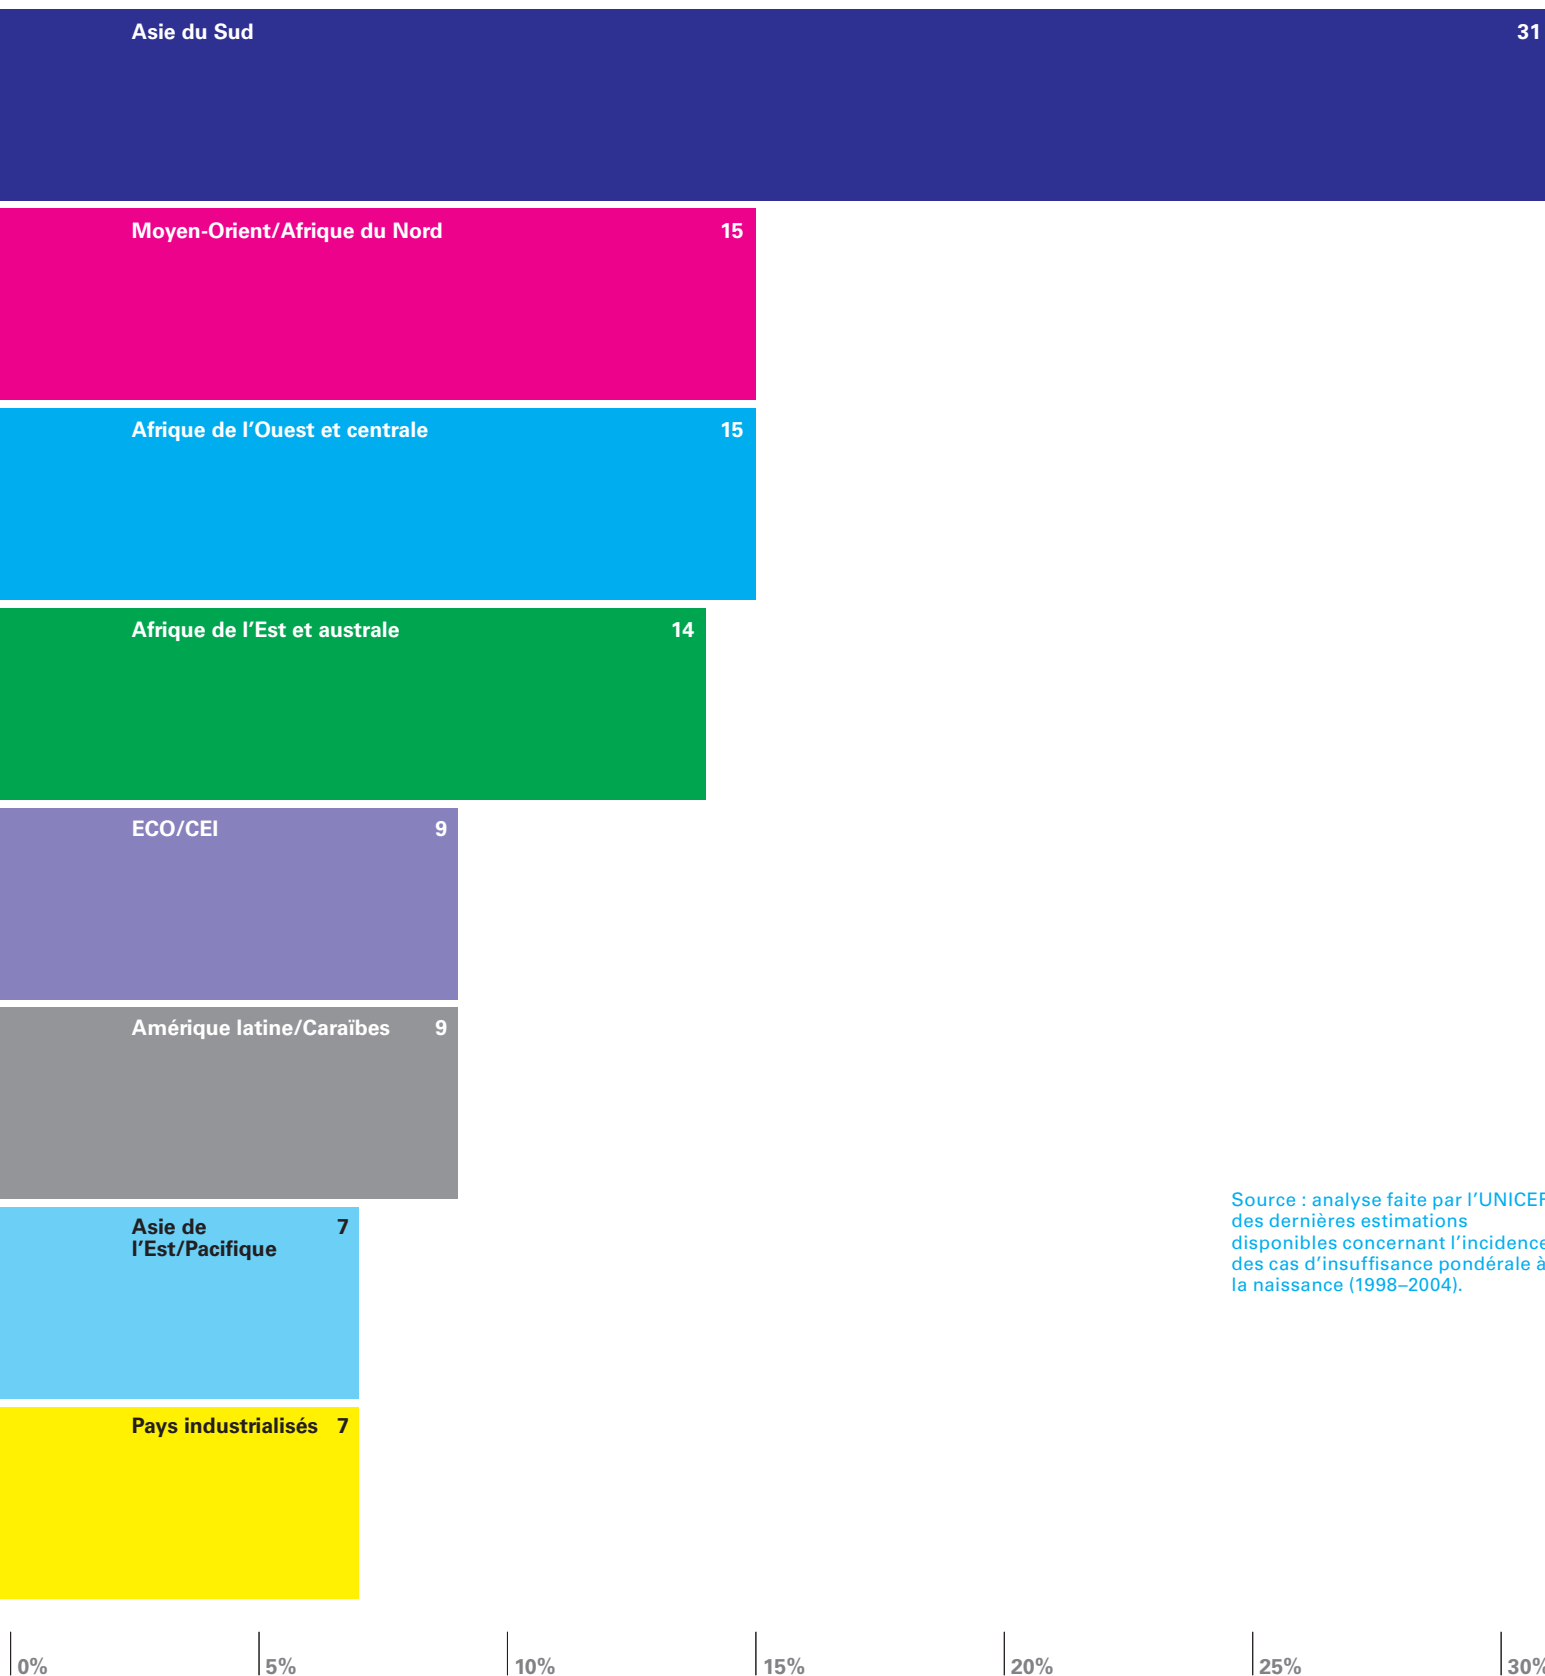 Asie du Sud 31
Moyen-Orient/Afrique du Nord 15
Afrique de l’Ouest et centrale 15
Afrique de l’Est et australe 14
ECO/CEI 9
Amérique latine/Caraïbes 9
Asie de 7
l’Est/Pacifique
Source : analyse faite par l’UNICEF
des dernières estimations
disponibles concernant l’incidence
des cas d’insuffisance pondérale à
la naissance (1998–2004).
Pays industrialisés 7
0% 5% 10% 15% 20% 25% 30%